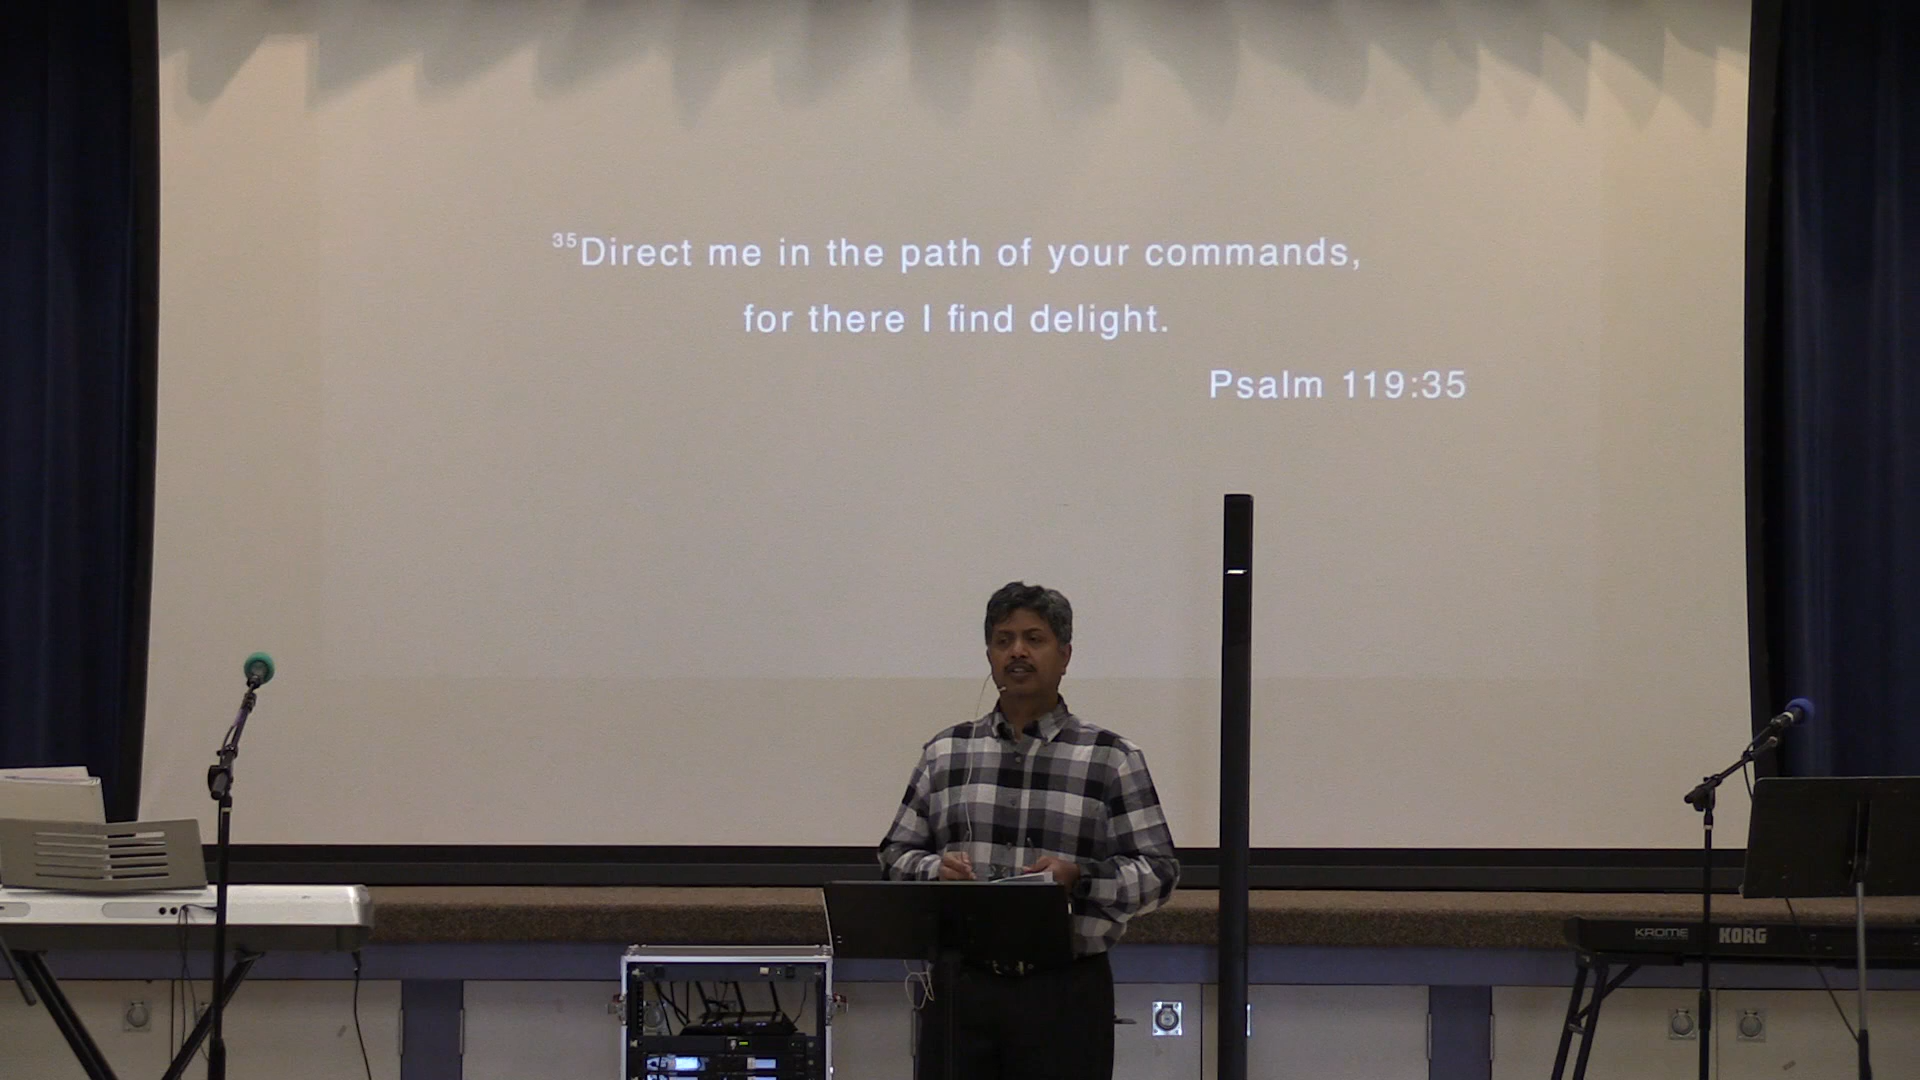 ³⁵Direct me in the path of your commands,
for there I find delight.
Psalm 119:35
KROME
KORG